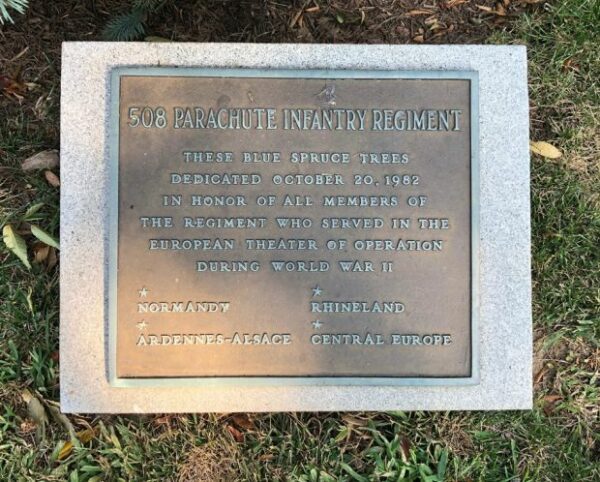 508 PARACHUTE INFANTRY REGIMENT
THESE BLUE SPRUCE TREES
DEDICATED OCTOBER 20, 1982
IN HONOR OF ALL MEMBERS OF
THE REGIMENT WHO SERVED IN THE
EUROPEAN THEATER OF OPERATION
DURING WORLD WAR II
NORMANDY RHINELAND
ARDENNES-ALSACE CENTRAL EUROPE